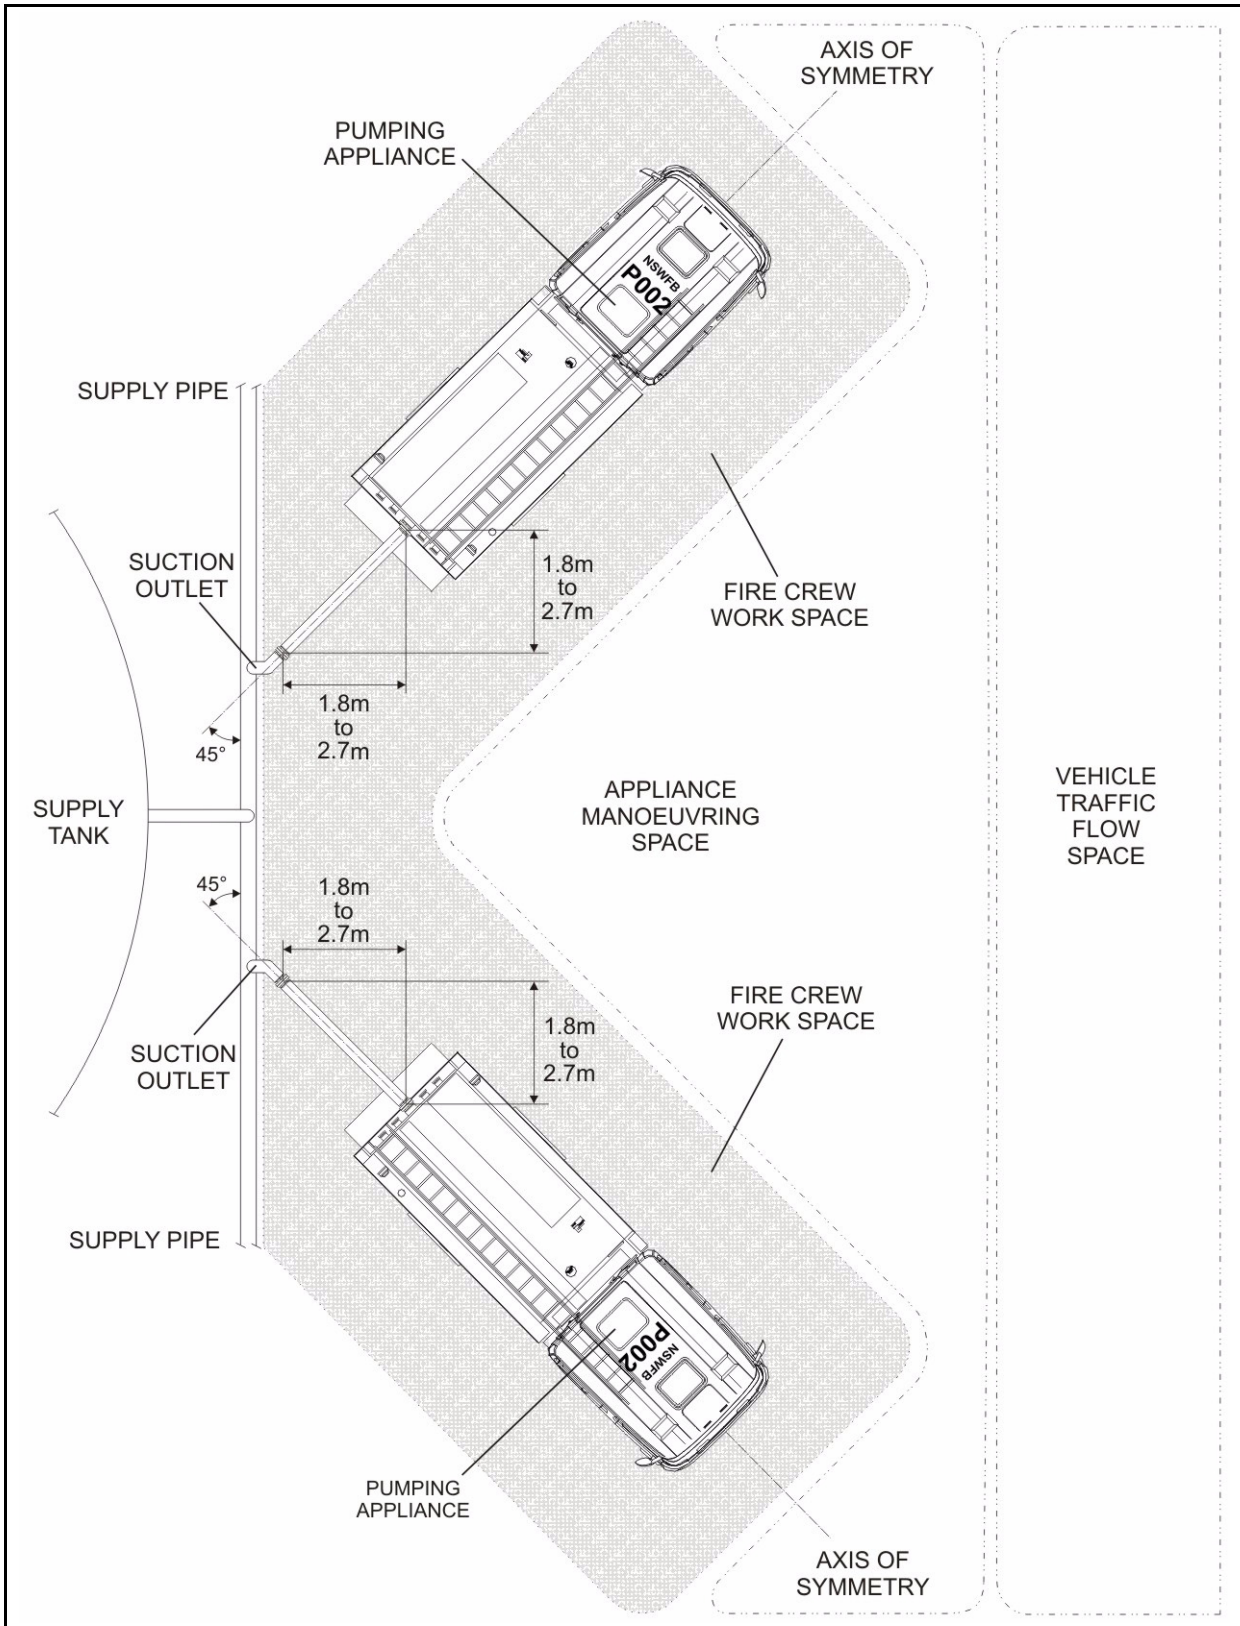 AXIS OF
SYMMETRY
PUMPING
APPLIANCE
NSWFB
P002
SUPPLY PIPE
SUCTION
OUTLET
1.8m
to
2.7m
FIRE CREW
WORK SPACE
1.8m
to
2.7m
45°
SUPPLY
TANK
APPLIANCE
MANOEUVRING
SPACE
VEHICLE
TRAFFIC
FLOW
SPACE
45°
1.8m
to
2.7m
FIRE CREW
WORK SPACE
1.8m
to
2.7m
SUCTION
OUTLET
SUPPLY PIPE
P002
NSWFB
PUMPING
APPLIANCE
AXIS OF
SYMMETRY